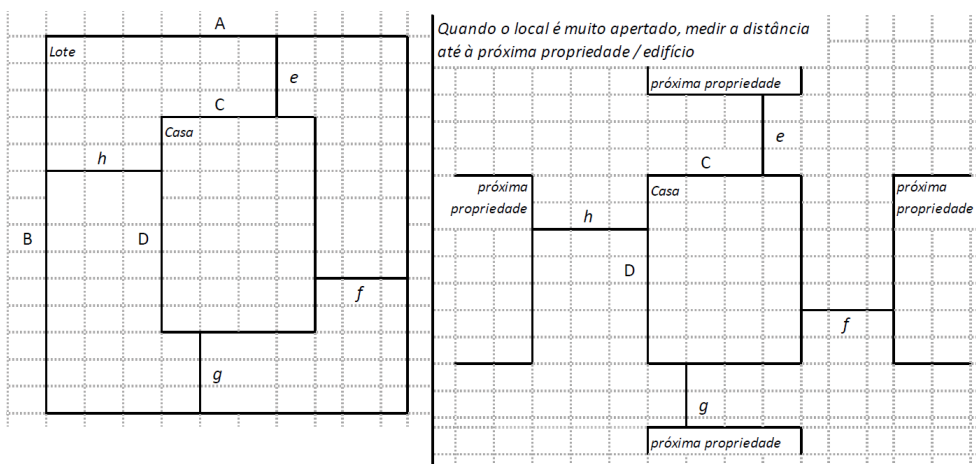 A
Lote
e
C
Casa
h
B
D
f
g
Quando o local é muito apertado, medir a distância
até à próxima propriedade / edifício
próxima propriedade
e
C
próxima
propriedade
Casa
próxima
propriedade
h
D
f
g
próxima propriedade